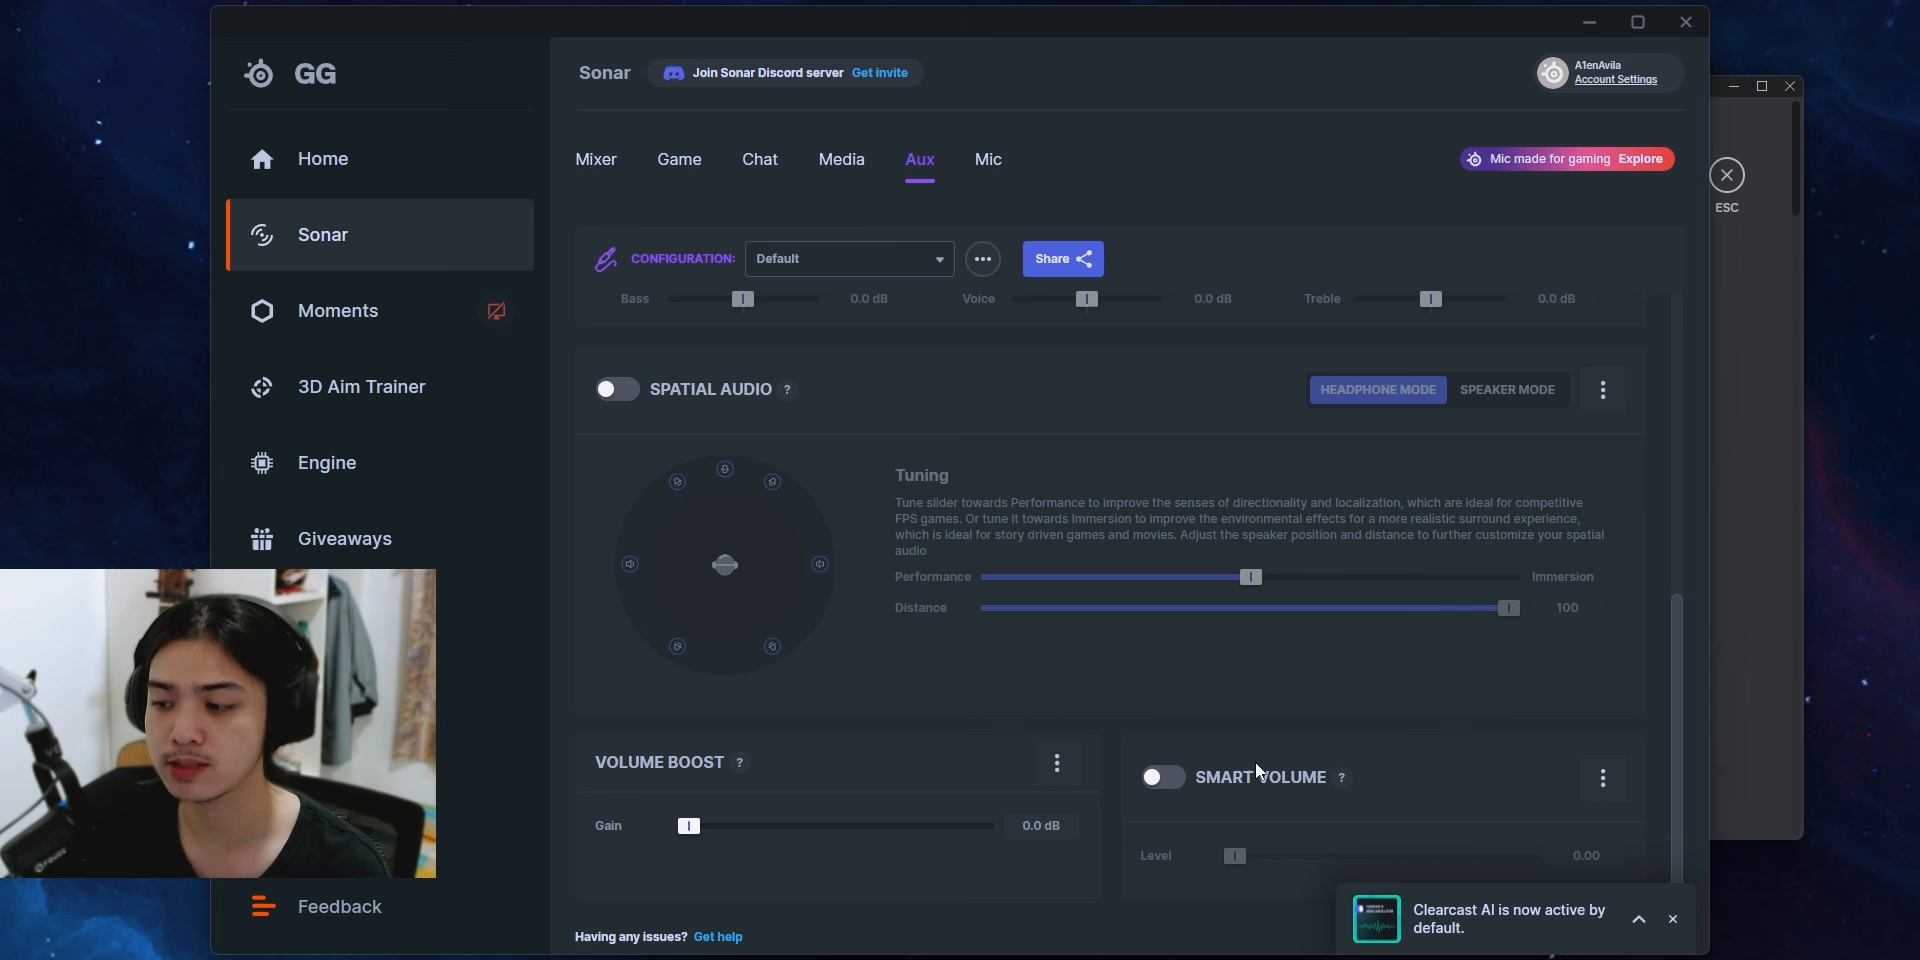 GG
Sonar
Join Sonar Discord server Get invite
A1enAvila
Account Settings
Home
Sonar
Moments
3D Aim Trainer
Engine
Giveaways
Feedback
Mixer
Game
Chat
Media
Aux
Mic
Mic made for gaming Explore
ESC
CONFIGURATION:
Default
Share
Bass
0.0 dB
Voice
0.0 dB
Treble
0.0 dB
SPATIAL AUDIO ?
HEADPHONE MODE
SPEAKER MODE
Tuning
Tune slider towards Performance to improve the senses of directionality and localization, which are ideal for competitive
FPS games. Or tune it towards Immersion to improve the environmental effects for a more realistic surround experience,
which is ideal for story driven games and movies. Adjust the speaker position and distance to further customize your spatial
audio
Performance
Immersion
Distance
100
VOLUME BOOST ?
Gain
0.0 dB
SMART VOLUME ?
Level
0.00
Clearcast AI is now active by
default.
Having any issues? Get help